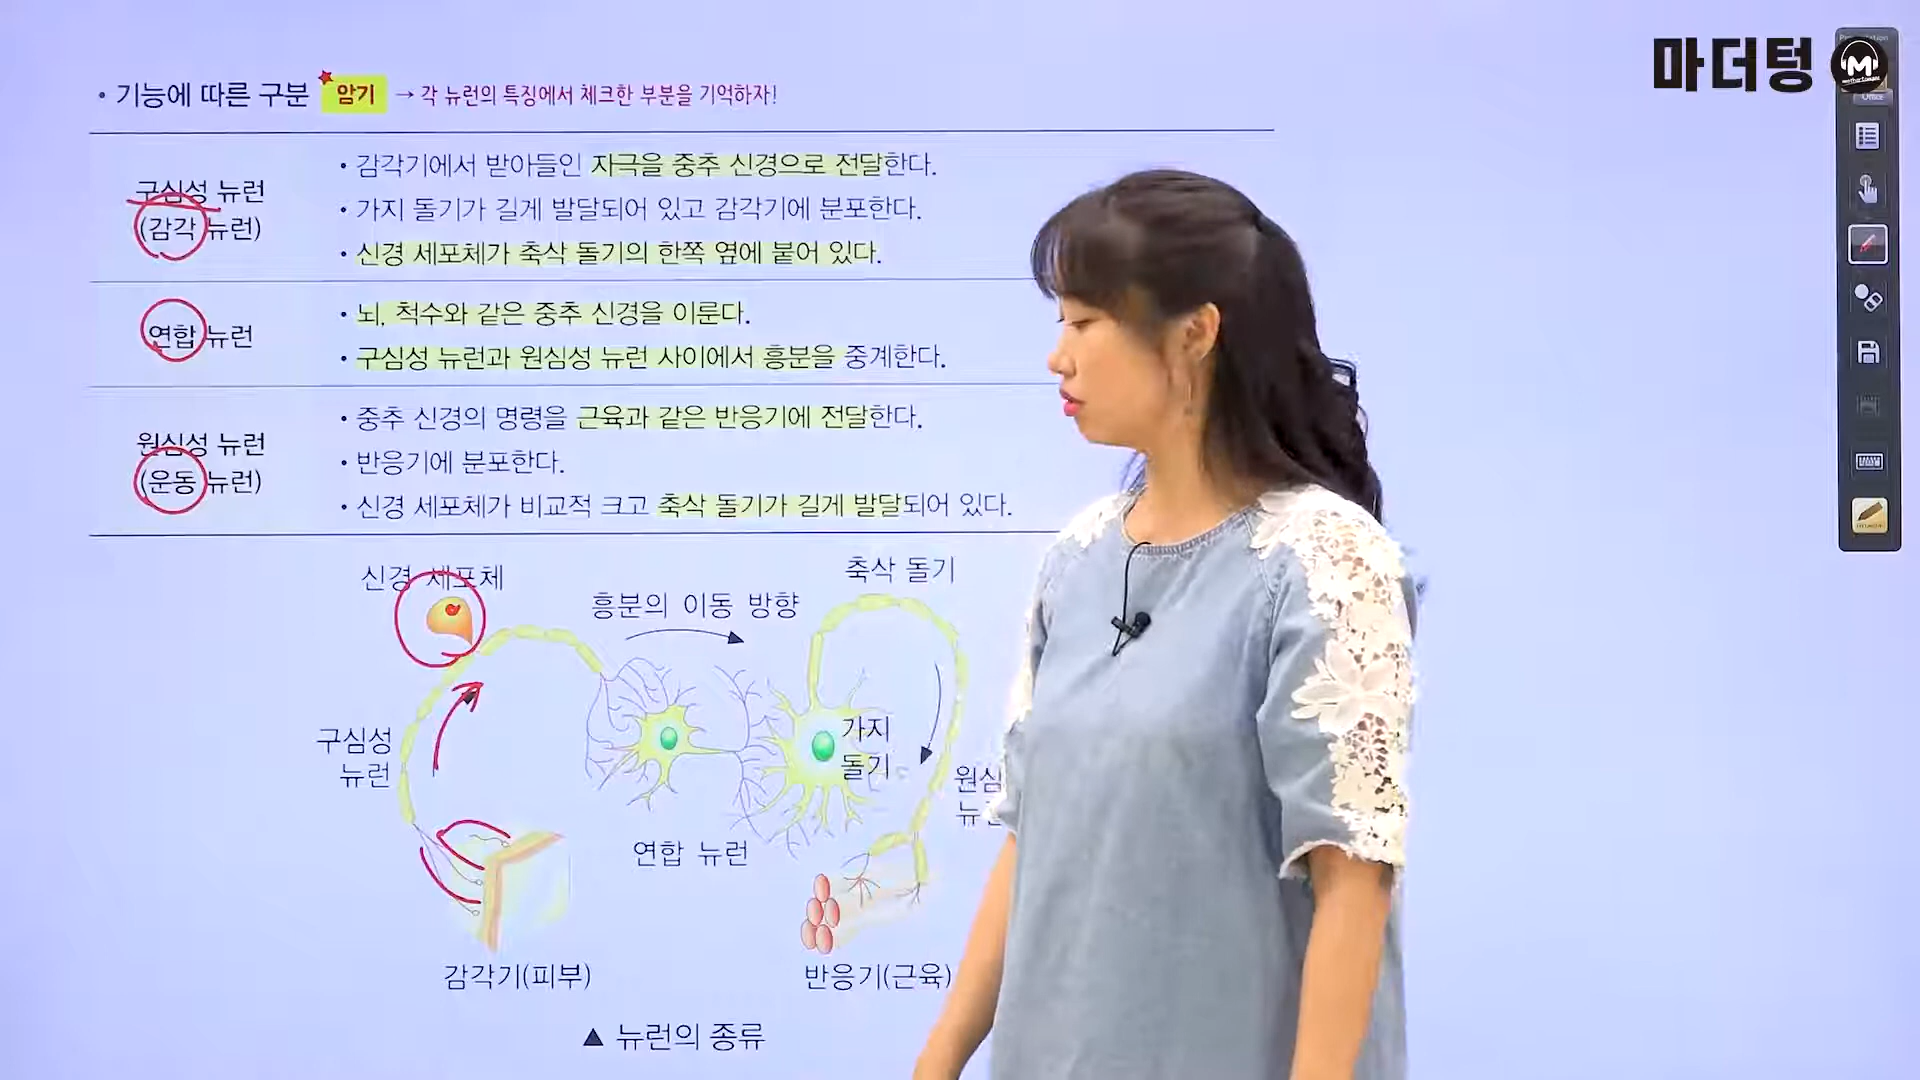 마더텅
• 기능에 따른 구분 암기 → 각 뉴런의 특징에서 체크한 부분을 기억하자!
구심성 뉴런
(감각 뉴런)
• 감각기에서 받아들인 자극을 중추 신경으로 전달한다.
• 가지 돌기가 길게 발달되어 있고 감각기에 분포한다.
• 신경 세포체가 축삭 돌기의 한쪽 옆에 붙어 있다.
연합 뉴런
• 뇌, 척수와 같은 중추 신경을 이룬다.
• 구심성 뉴런과 원심성 뉴런 사이에서 흥분을 중계한다.
원심성 뉴런
(운동 뉴런)
• 중추 신경의 명령을 근육과 같은 반응기에 전달한다.
• 반응기에 분포한다.
• 신경 세포체가 비교적 크고 축삭 돌기가 길게 발달되어 있다.
신경 세포체
흥분의 이동 방향
축삭 돌기
구심성
뉴런
가지
돌기
원심
연합 뉴런
감각기(피부)
반응기(근육)
▲ 뉴런의 종류